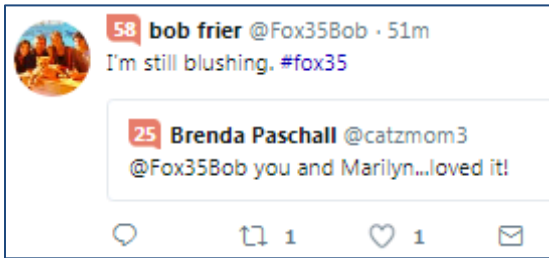 58 bob frier @Fox35Bob · 51m
I'm still blushing. #fox35
25 Brenda Paschall @catzmom3
@Fox35Bob you and Marilyn...loved it!
1 1